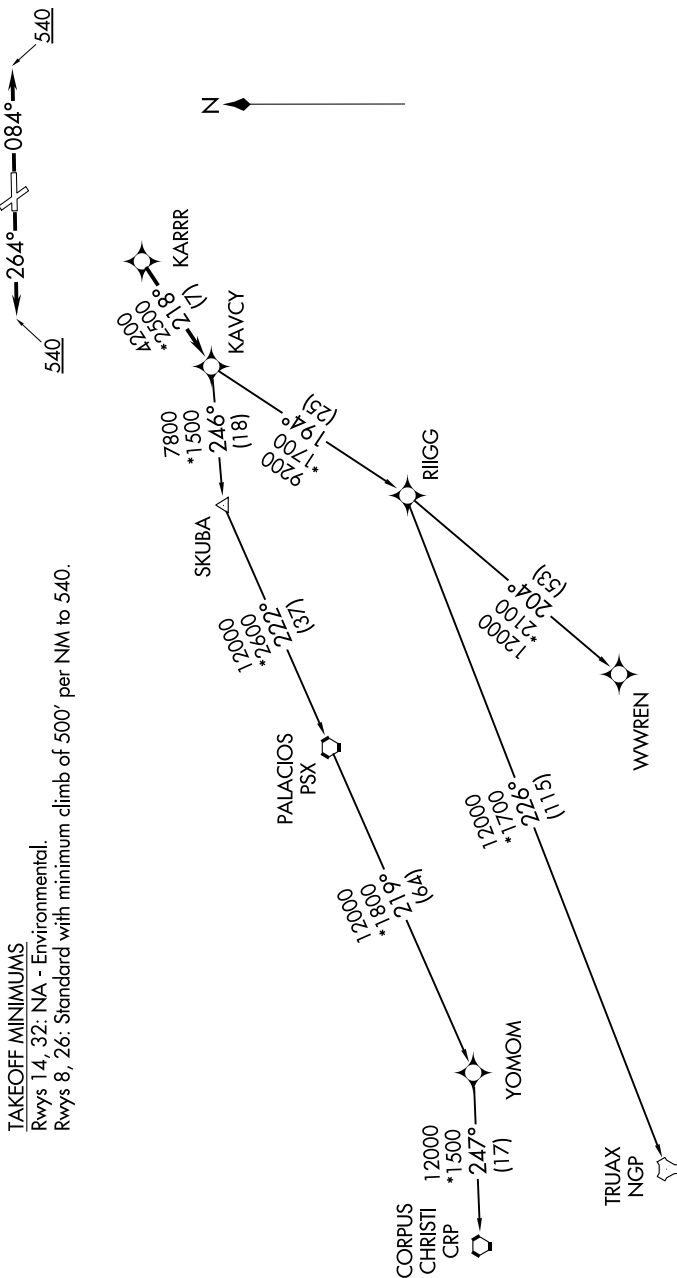 TAKEOFF MINIMUMS
Rwys 14, 32: NA - Environmental.
Rwys 8, 26: Standard with minimum climb of 500' per NM to 540.
540
264°
084°
540
N
KARRR
4200
*2500
218°
(7)
KAVCY
7800
*1500
246°
(18)
SKUBA
9200
*1700
194°
(25)
RIIGG
12000
*2600
222°
(37)
PALACIOS
PSX
12000
*2100
204°
(53)
WWREN
12000
*1800
219°
(64)
12000
*1700
226°
(115)
YOMOM
12000
*1500
247°
(17)
CORPUS
CHRISTI
CRP
TRUAX
NGP